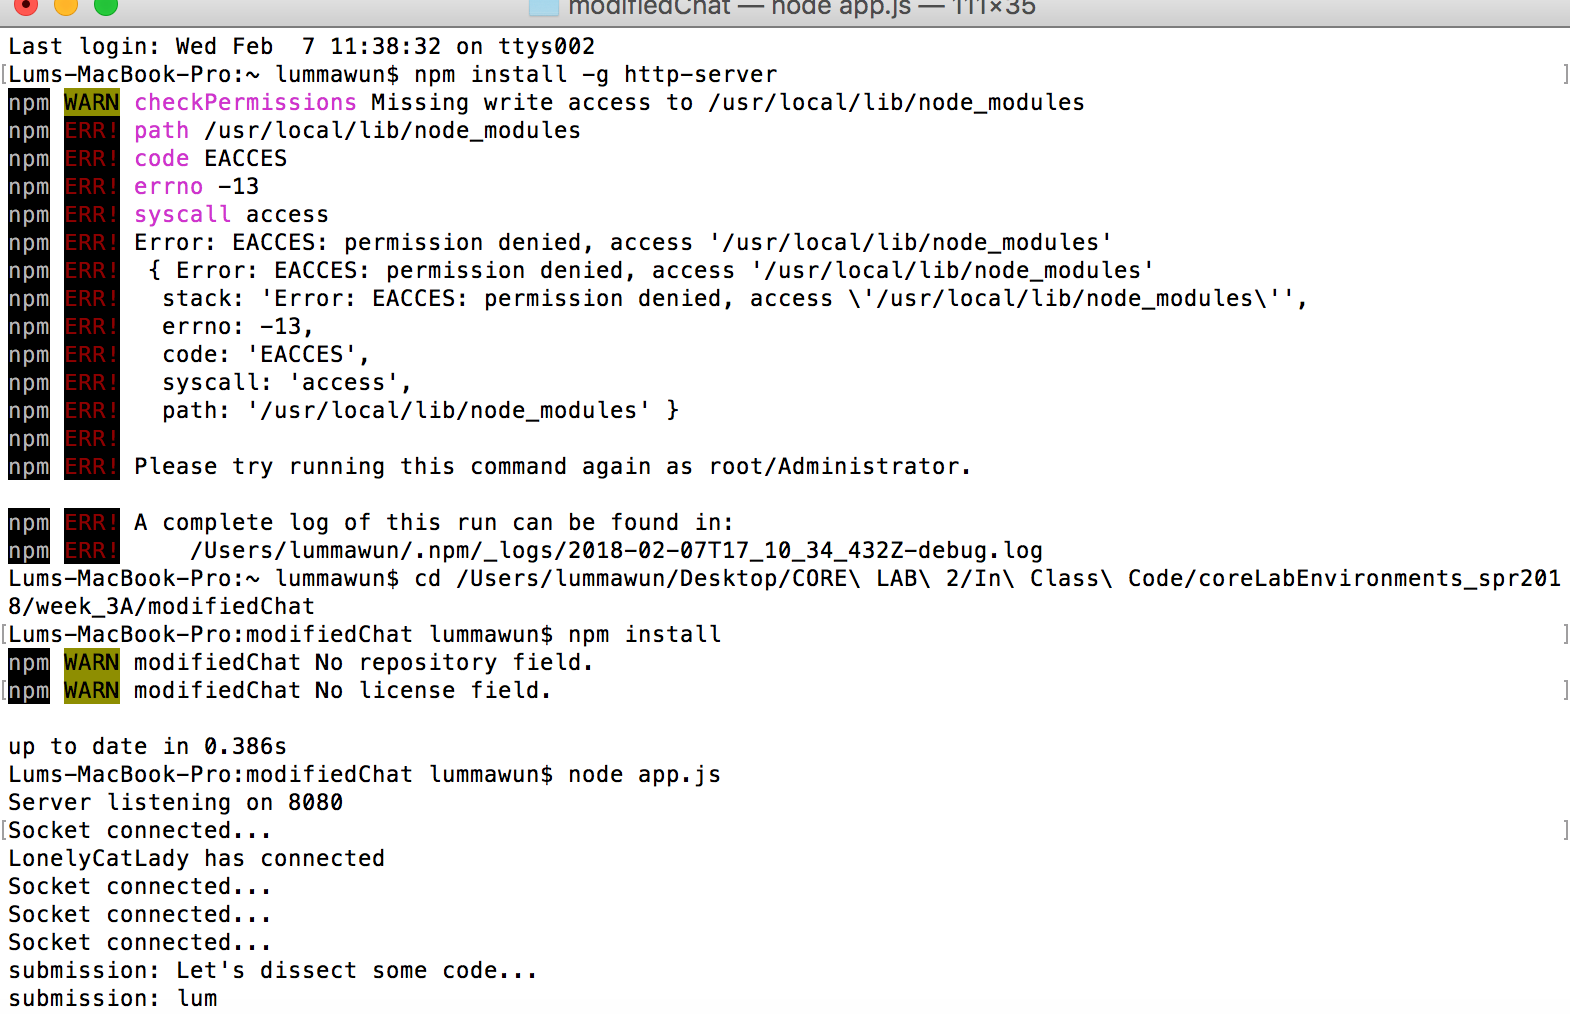 modifiedChat — node app.js — 111×35
Last login: Wed Feb  7 11:38:32 on ttys002
[Lums-MacBook-Pro:~ lummawun$ npm install -g http-server ]
npm WARN checkPermissions Missing write access to /usr/local/lib/node_modules
npm ERR! path /usr/local/lib/node_modules
npm ERR! code EACCES
npm ERR! errno -13
npm ERR! syscall access
npm ERR! Error: EACCES: permission denied, access '/usr/local/lib/node_modules'
npm ERR!  { Error: EACCES: permission denied, access '/usr/local/lib/node_modules'
npm ERR!   stack: 'Error: EACCES: permission denied, access \'/usr/local/lib/node_modules\'',
npm ERR!   errno: -13,
npm ERR!   code: 'EACCES',
npm ERR!   syscall: 'access',
npm ERR!   path: '/usr/local/lib/node_modules' }
npm ERR!
npm ERR! Please try running this command again as root/Administrator.
npm ERR! A complete log of this run can be found in:
npm ERR!     /Users/lummawun/.npm/_logs/2018-02-07T17_10_34_432Z-debug.log
Lums-MacBook-Pro:~ lummawun$ cd /Users/lummawun/Desktop/CORE\ LAB\ 2/In\ Class\ Code/coreLabEnvironments_spr201
8/week_3A/modifiedChat
[Lums-MacBook-Pro:modifiedChat lummawun$ npm install ]
npm WARN modifiedChat No repository field.
[npm WARN modifiedChat No license field. ]
up to date in 0.386s
Lums-MacBook-Pro:modifiedChat lummawun$ node app.js
Server listening on 8080
[Socket connected... ]
LonelyCatLady has connected
Socket connected...
Socket connected...
Socket connected...
submission: Let's dissect some code...
submission: lum